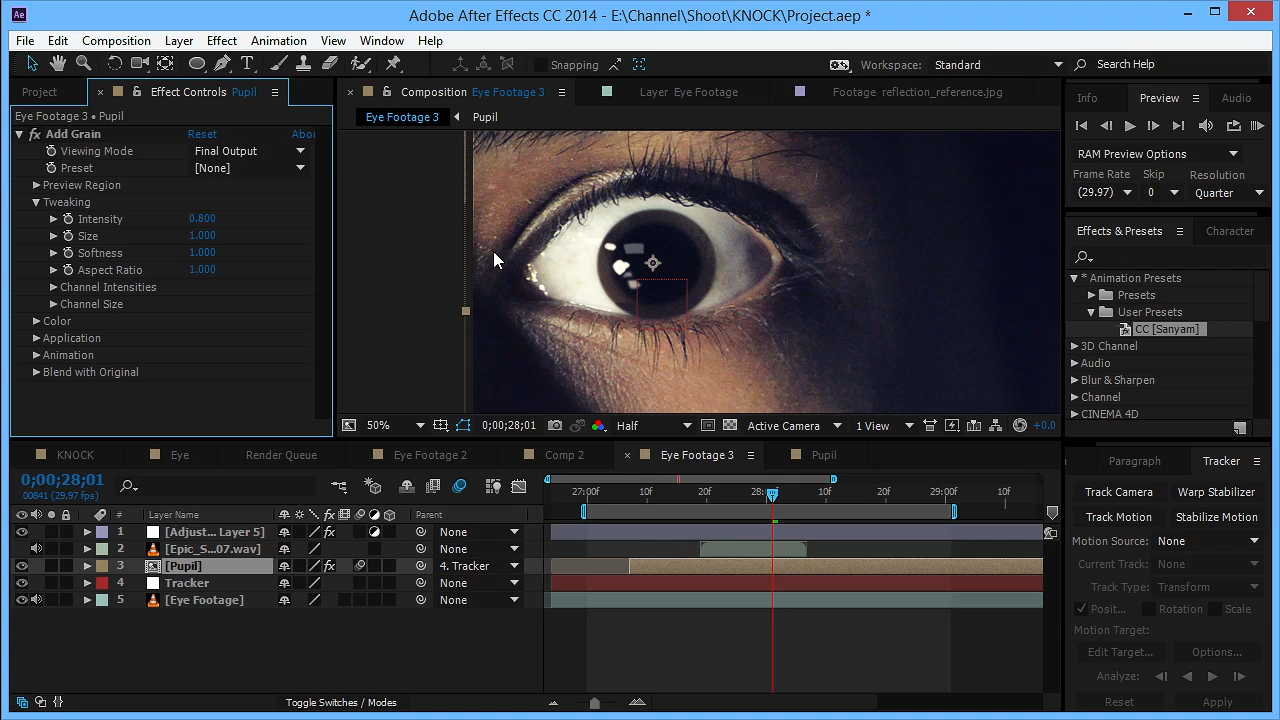 Ae Adobe After Effects CC 2014 - E:\Channel\Shoot\KNOCK\Project.aep *
File Edit Composition Layer Effect Animation View Window Help
T Snapping Workspace: Standard Search Help
Project × Effect Controls Pupil
Eye Footage 3 • Pupil
fx Add Grain Reset Abou
Viewing Mode Final Output
Preset [None]
Preview Region
Tweaking
Intensity 0.800
Size 1.000
Softness 1.000
Aspect Ratio 1.000
Channel Intensities
Channel Size
Color
Application
Animation
Blend with Original
× Composition Eye Footage 3 Layer Eye Footage Footage reflection_reference.jpg
Eye Footage 3 Pupil
50% 0;00;28;01 Half Active Camera 1 View +0.0
Info Preview Audio
RAM Preview Options
Frame Rate Skip Resolution
(29.97) 0 Quarter
Effects & Presets Character
* Animation Presets
Presets
User Presets
CC [Sanyam]
3D Channel
Audio
Blur & Sharpen
Channel
CINEMA 4D
KNOCK Eye Render Queue Eye Footage 2 Comp 2 × Eye Footage 3 Pupil
0;00;28;01
00841 (29.97 fps)
27:00f 10f 20f 28:0 10f 20f 29:00f 10f
# Layer Name fx Parent
1 [Adjust... Layer 5] fx None
2 [Epic_S...07.wav] None
3 [Pupil] fx 4. Tracker
4 Tracker None
5 [Eye Footage] None
Toggle Switches / Modes
Paragraph Tracker
Track Camera Warp Stabilizer
Track Motion Stabilize Motion
Motion Source: None
Current Track: None
Track Type: Transform
Posit... Rotation Scale
Motion Target:
Edit Target... Options...
Analyze:
Reset Apply